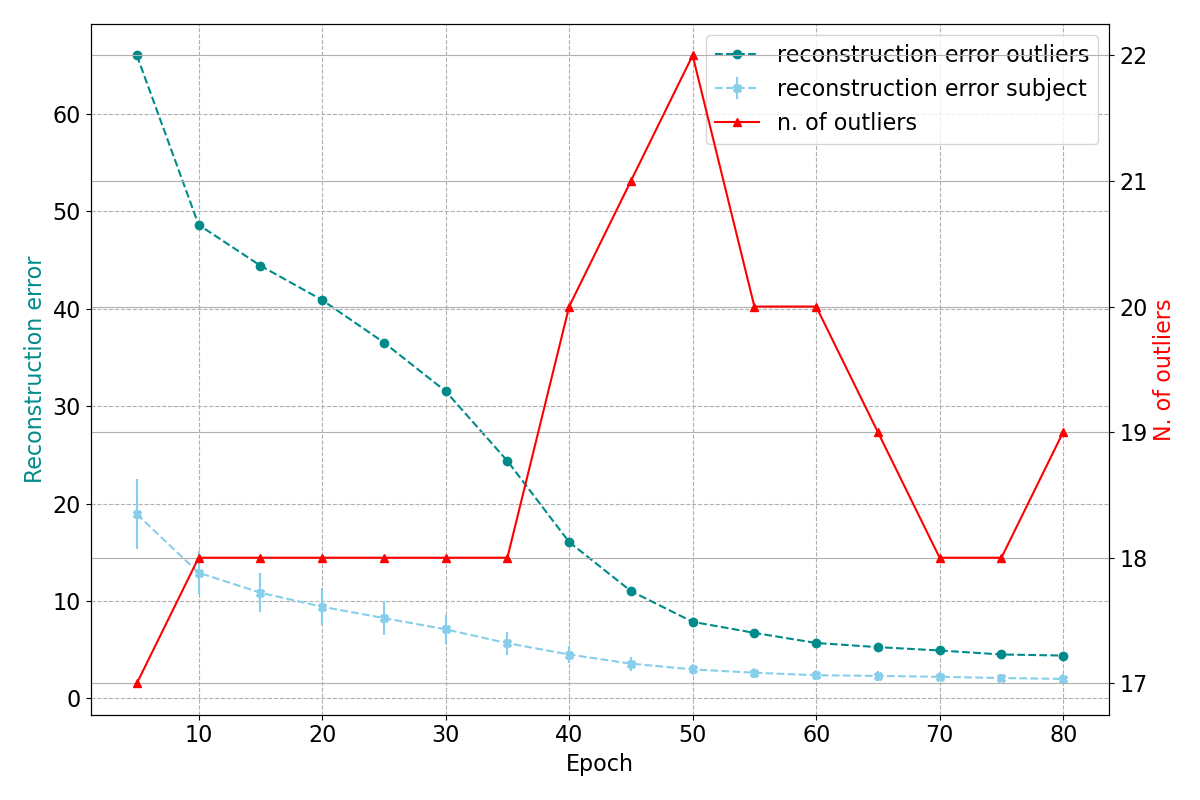 reconstruction error outliers
reconstruction error subject
n. of outliers
Reconstruction error
60
50
40
30
20
10
0
22
21
20
19
18
17
N. of outliers
10 20 30 40 50 60 70 80
Epoch